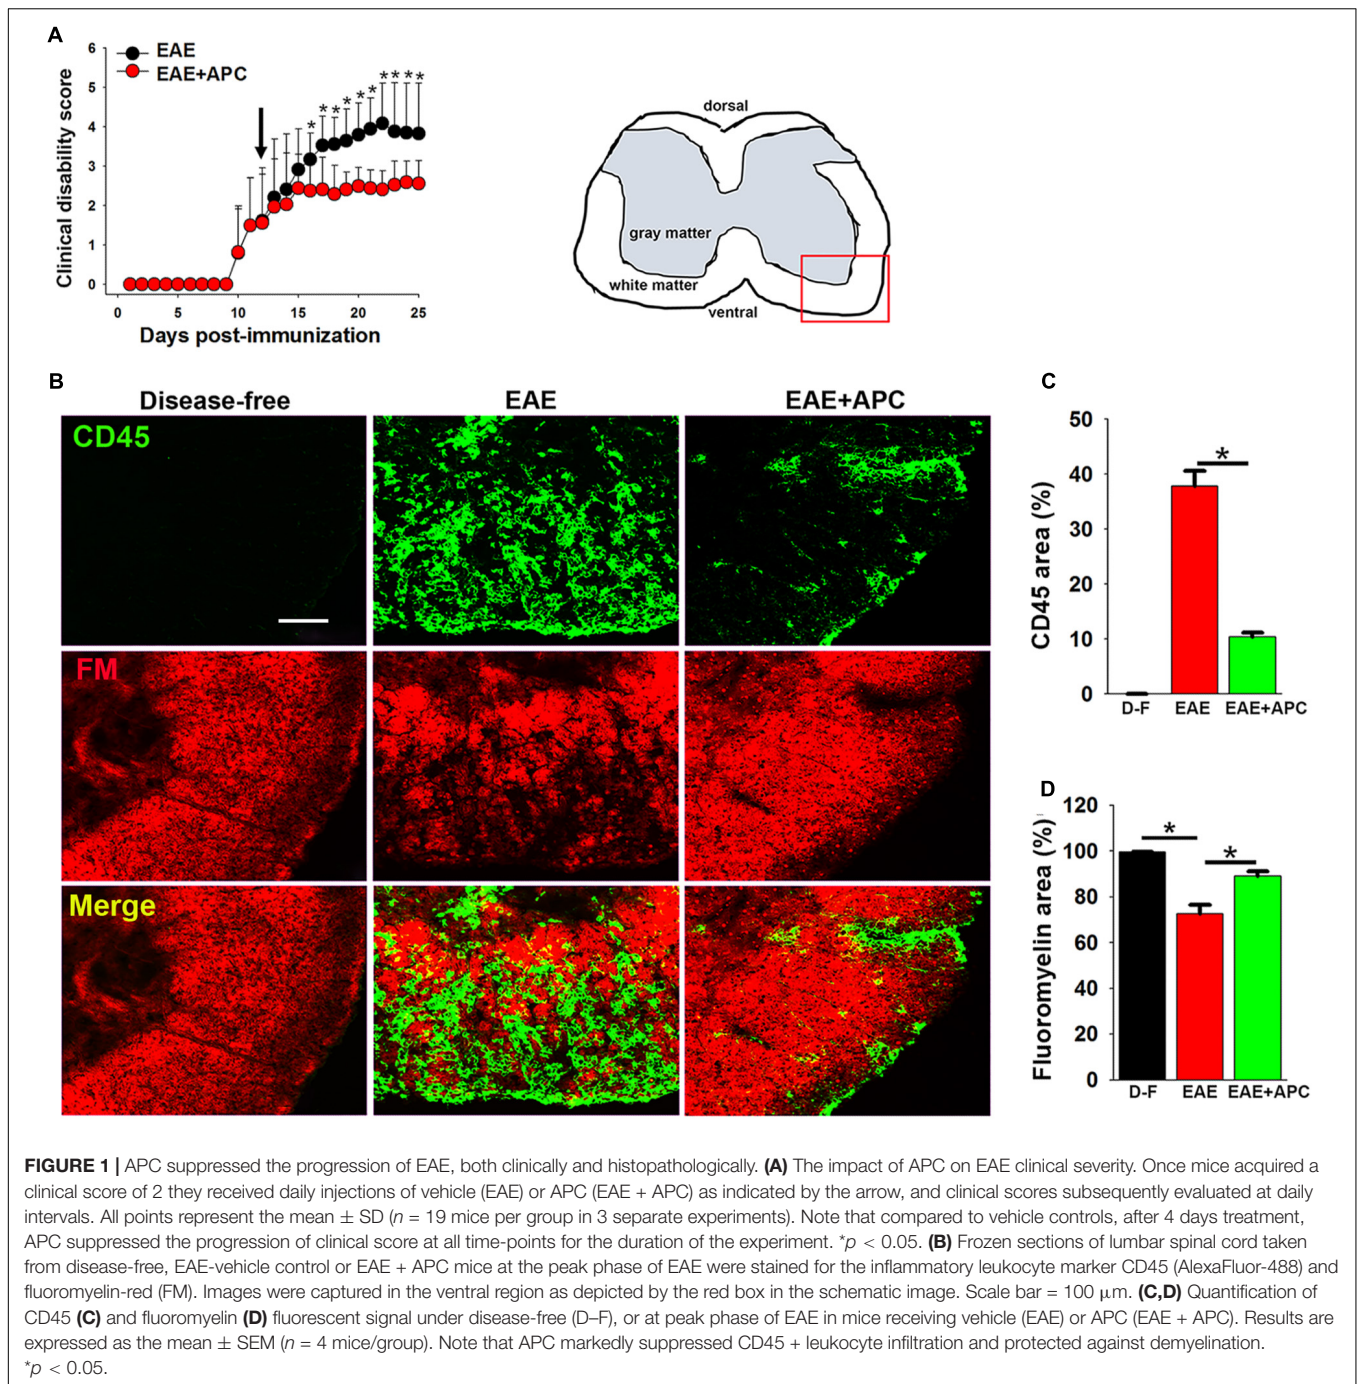 A
EAE
EAE+APC
Clinical disability score
6
5
4
3
2
1
0
* * * * * * * * * *
0 5 10 15 20 25
Days post-immunization
dorsal
gray matter
white matter
ventral
B
Disease-free EAE EAE+APC
CD45
FM
Merge
C
CD45 area (%)
50
40
30
20
10
0
*
D-F EAE EAE+APC
D
Fluoromyelin area (%)
120
100
80
60
40
20
0
* *
D-F EAE EAE+APC
FIGURE 1 | APC suppressed the progression of EAE, both clinically and histopathologically. (A) The impact of APC on EAE clinical severity. Once mice acquired a
clinical score of 2 they received daily injections of vehicle (EAE) or APC (EAE + APC) as indicated by the arrow, and clinical scores subsequently evaluated at daily
intervals. All points represent the mean ± SD (n = 19 mice per group in 3 separate experiments). Note that compared to vehicle controls, after 4 days treatment,
APC suppressed the progression of clinical score at all time-points for the duration of the experiment. *p < 0.05. (B) Frozen sections of lumbar spinal cord taken
from disease-free, EAE-vehicle control or EAE + APC mice at the peak phase of EAE were stained for the inflammatory leukocyte marker CD45 (AlexaFluor-488) and
fluoromyelin-red (FM). Images were captured in the ventral region as depicted by the red box in the schematic image. Scale bar = 100 μm. (C,D) Quantification of
CD45 (C) and fluoromyelin (D) fluorescent signal under disease-free (D–F), or at peak phase of EAE in mice receiving vehicle (EAE) or APC (EAE + APC). Results are
expressed as the mean ± SEM (n = 4 mice/group). Note that APC markedly suppressed CD45 + leukocyte infiltration and protected against demyelination.
*p < 0.05.